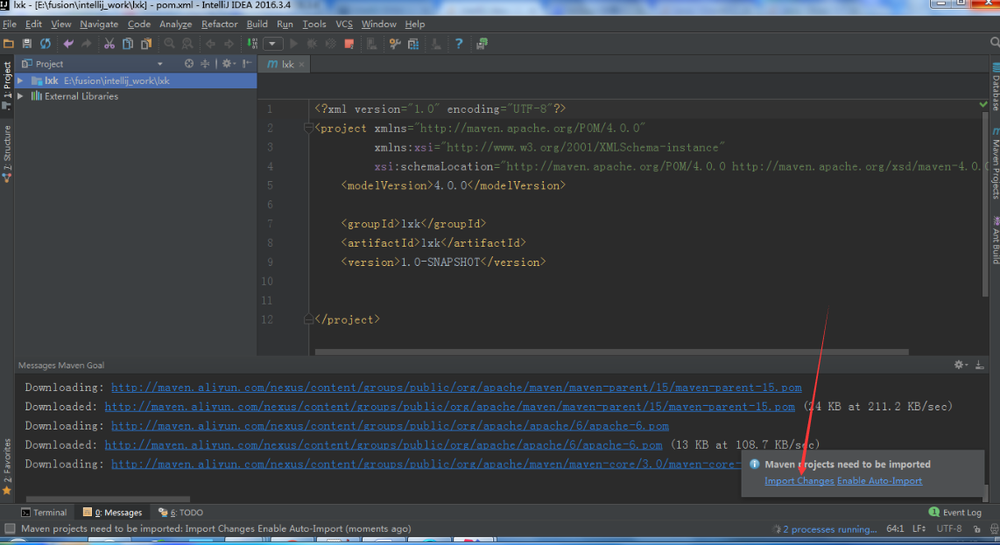 lxk - [E:\fusion\intellij_work\lxk] - pom.xml - IntelliJ IDEA 2016.3.4
File Edit View Navigate Code Analyze Refactor Build Run Tools VCS Window Help
Project
lxk
1: Project
lxk E:\fusion\intellij_work\lxk
External Libraries
7: Structure
2: Favorites
Database
Maven Projects
Ant Build
1 <?xml version="1.0" encoding="UTF-8"?>
2 <project xmlns="http://maven.apache.org/POM/4.0.0"
3 xmlns:xsi="http://www.w3.org/2001/XMLSchema-instance"
4 xsi:schemaLocation="http://maven.apache.org/POM/4.0.0 http://maven.apache.org/xsd/maven-4.0.
5 <modelVersion>4.0.0</modelVersion>
6
7 <groupId>lxk</groupId>
8 <artifactId>lxk</artifactId>
9 <version>1.0-SNAPSHOT</version>
10
11
12 </project>
Messages Maven Goal
Downloading: http://maven.aliyun.com/nexus/content/groups/public/org/apache/maven/maven-parent/15/maven-parent-15.pom
Downloaded: http://maven.aliyun.com/nexus/content/groups/public/org/apache/maven/maven-parent/15/maven-parent-15.pom (24 KB at 211.2 KB/sec)
Downloading: http://maven.aliyun.com/nexus/content/groups/public/org/apache/apache/6/apache-6.pom
Downloaded: http://maven.aliyun.com/nexus/content/groups/public/org/apache/apache/6/apache-6.pom (13 KB at 108.7 KB/sec)
Downloading: http://maven.aliyun.com/nexus/content/groups/public/org/apache/maven/maven-core/3.0/maven-core-
Maven projects need to be imported
Import Changes Enable Auto-Import
Terminal 0: Messages 6: TODO
1 Event Log
Maven projects need to be imported: Import Changes Enable Auto-Import (moments ago)
2 processes running... 64:1 LF÷ UTF-8